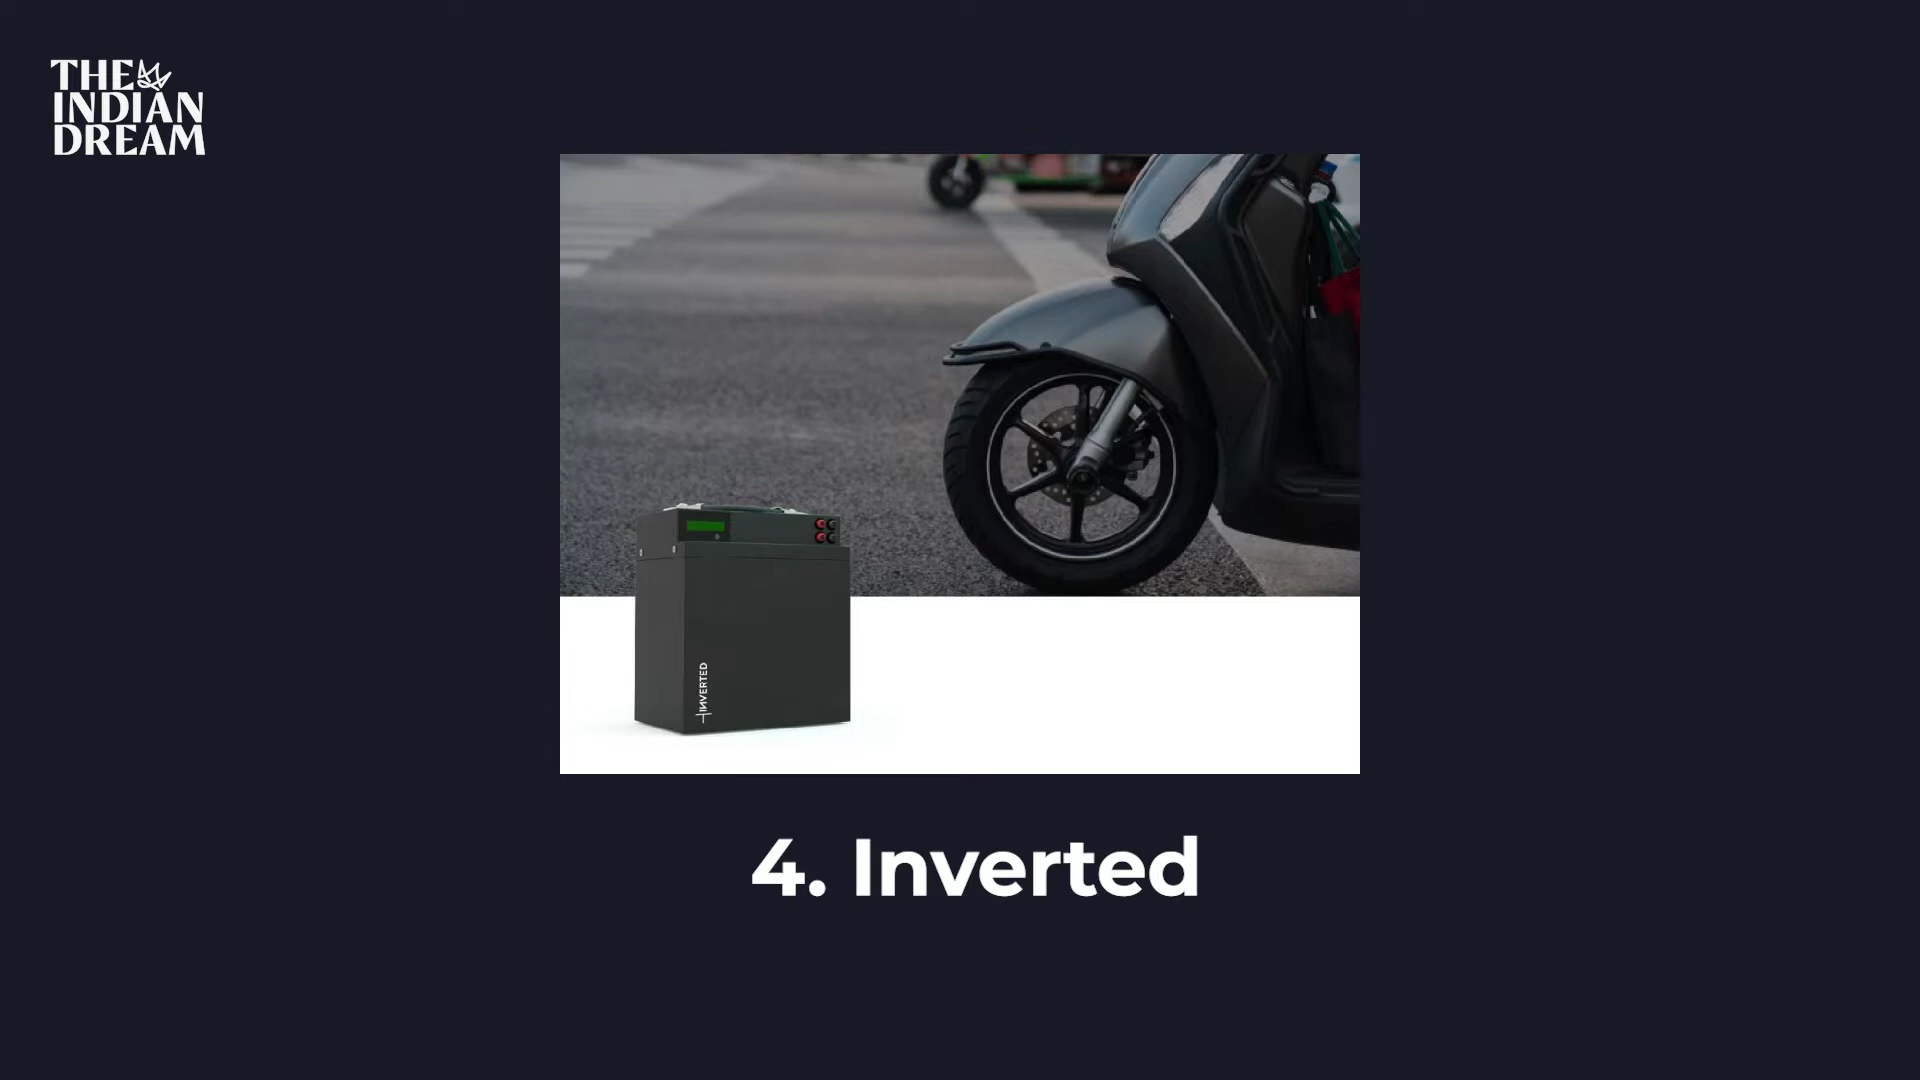 THE
INDIAN
DREAM
INVERTED
4. Inverted